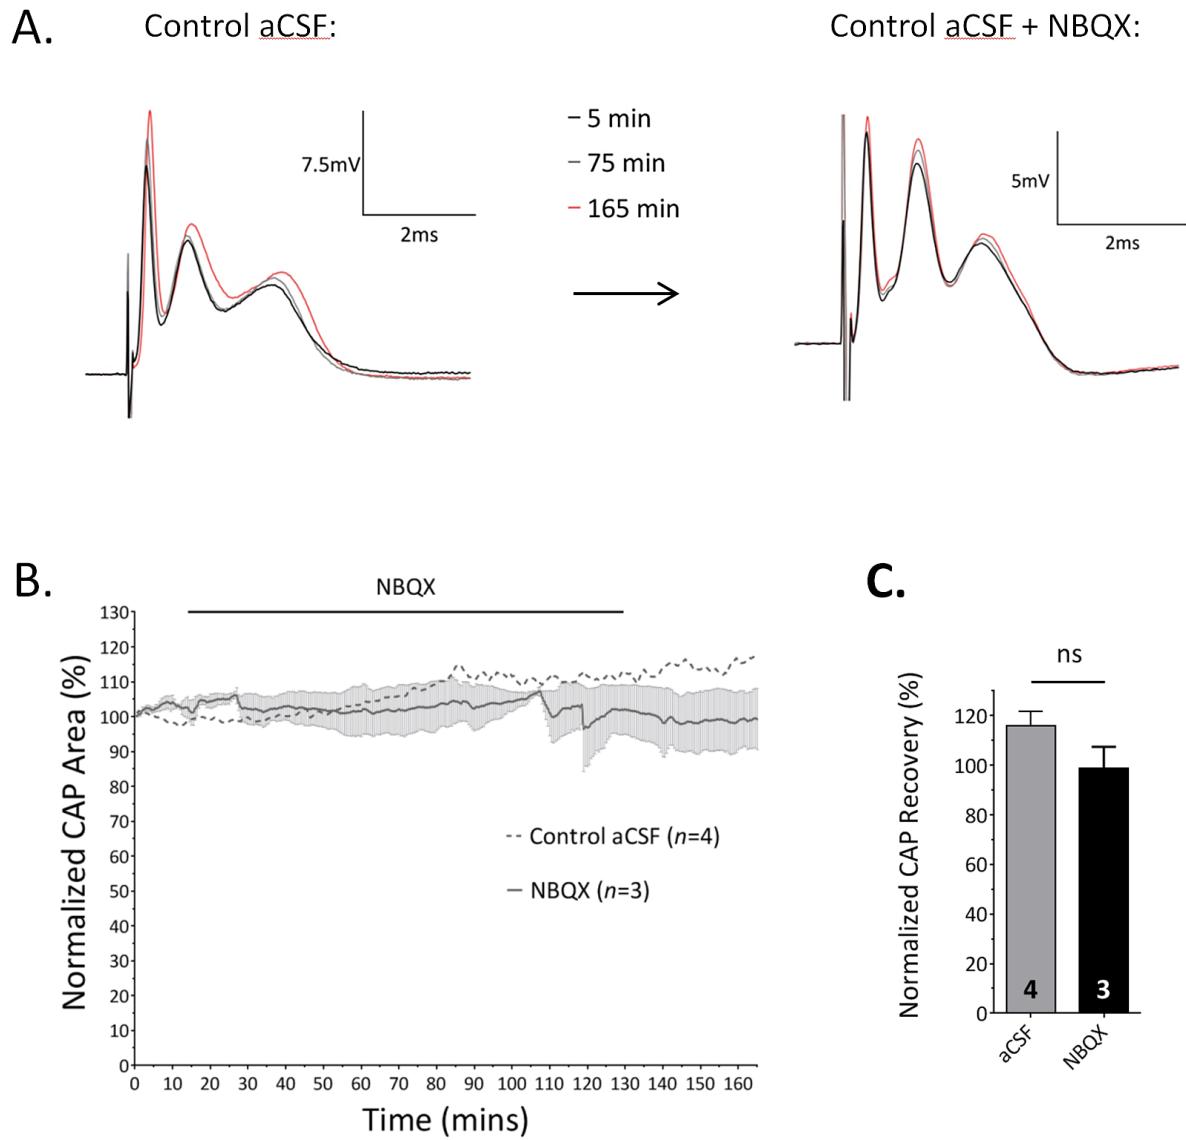 A.
Control aCSF:
Control aCSF + NBQX:
7.5mV
2ms
– 5 min
– 75 min
– 165 min
5mV
2ms
B.
NBQX
Normalized CAP Area (%)
130
120
110
100
90
80
70
60
50
40
30
20
10
0
Control aCSF (n=4)
NBQX (n=3)
0 10 20 30 40 50 60 70 80 90 100 110 120 130 140 150 160
Time (mins)
C.
ns
Normalized CAP Recovery (%)
120
100
80
60
40
20
0
4
3
aCSF
NBQX